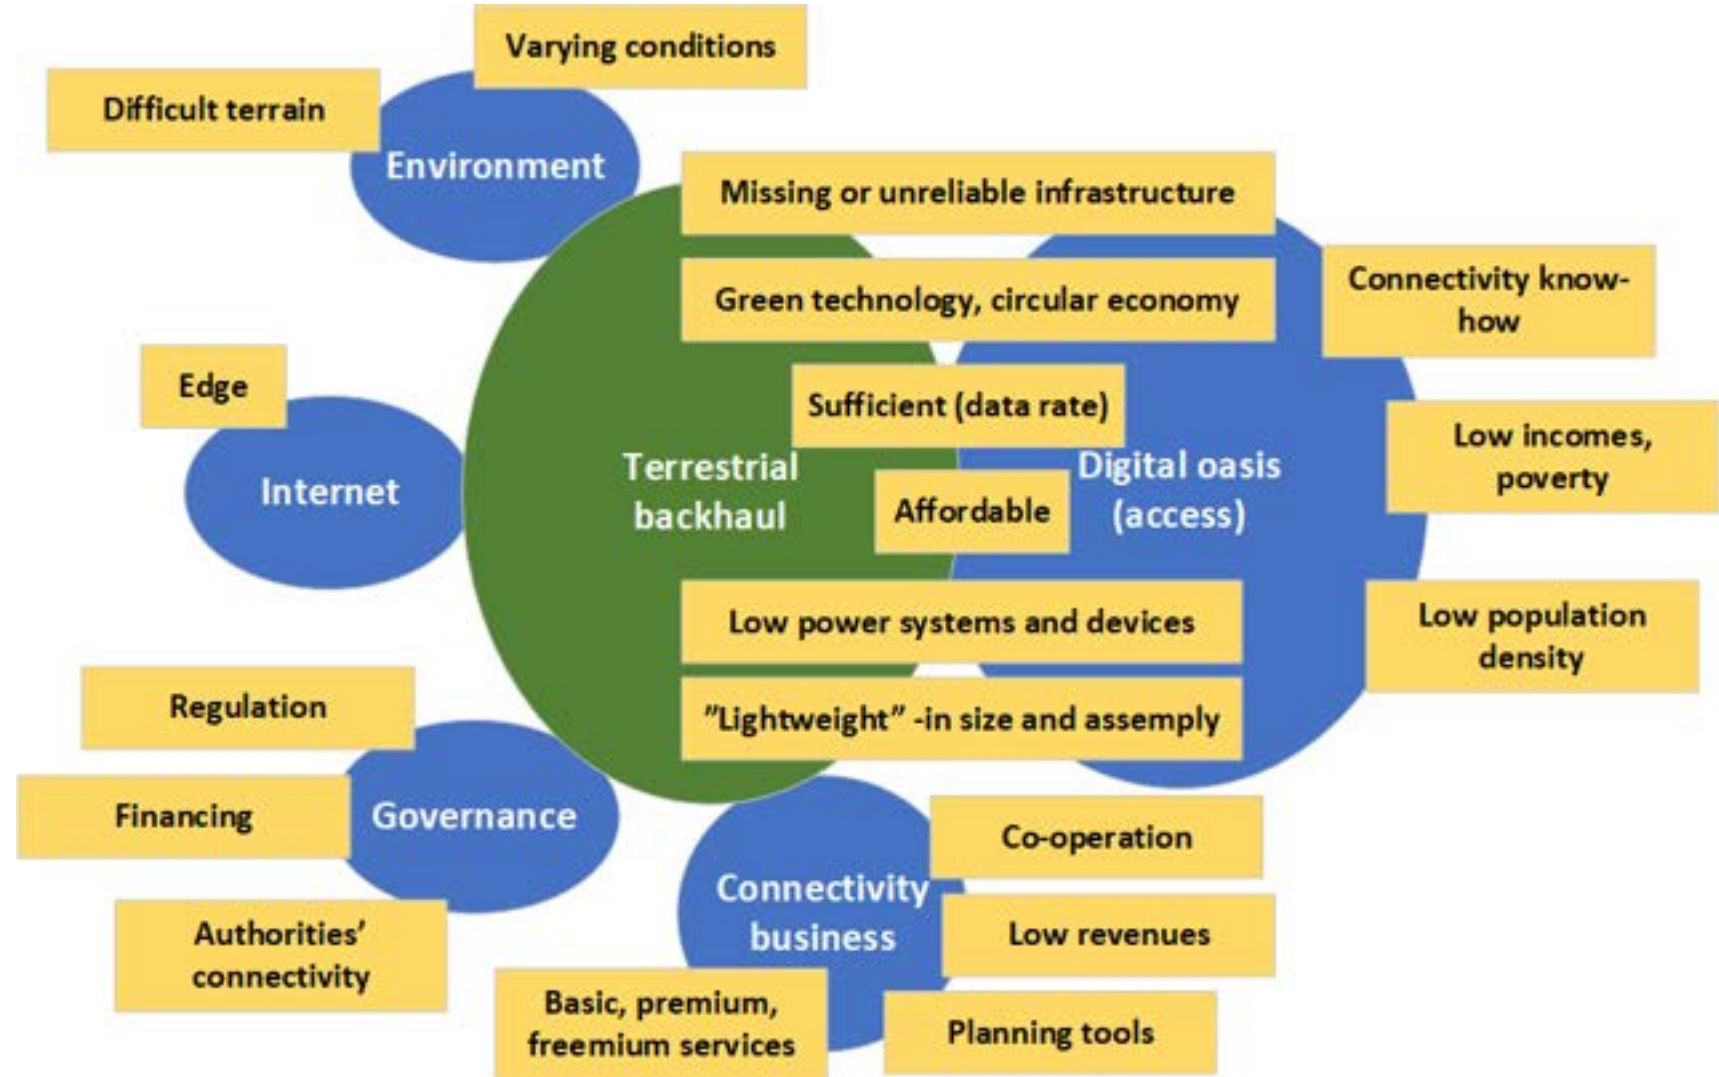 Varying conditions
Difficult terrain
Environment
Missing or unreliable infrastructure
Green technology, circular economy
Connectivity know-
how
Edge
Sufficient (data rate)
Internet
Terrestrial
backhaul
Digital oasis
(access)
Affordable
Low incomes,
poverty
Low power systems and devices
Low population
density
Regulation
”Lightweight” -in size and assemply
Financing
Governance
Co-operation
Connectivity
business
Authorities’
connectivity
Low revenues
Basic, premium,
freemium services
Planning tools